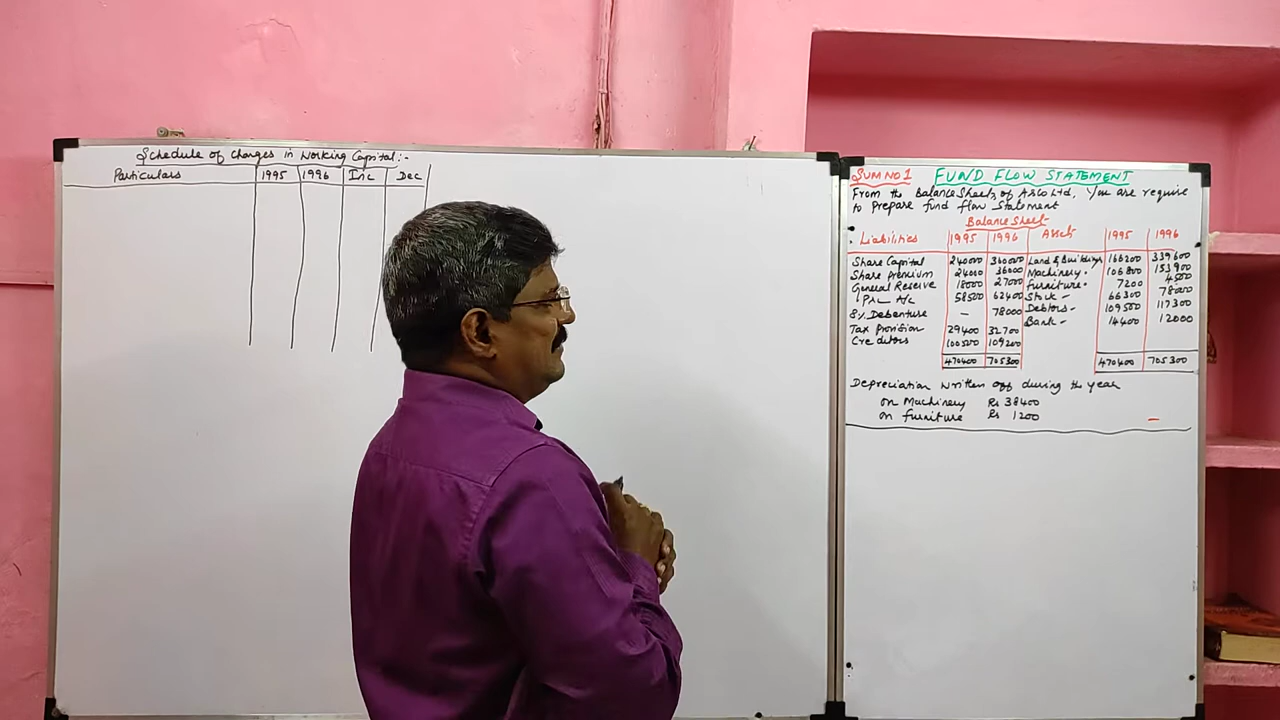 Schedule of Changes in Working Capital:-
Particulars 1995 1996 Inc Dec
SUM NO 1 FUND FLOW STATEMENT
From the Balance Sheets of Ltd, You are require
to prepare fund flow Statement
Balance Sheet
Liabilities 1995 1996 Assets 1995 1996
Share Capital 240000 360000 Land & Buildings 166200 339600
Share premium 24000 36000 Machinery 106800 153900
General Reserve 18000 27000 furniture 7200 4500
P/L A/c 58500 62400 Stock 66300 78000
8% Debenture - 78000 Debtors 109500 117300
Tax provision 29400 32700 Bank 14400 12000
Creditors 100500 109200
470400 705300 470400 705300
Depreciation written off during the year
on Machinery Rs 38400
on furniture Rs 1200